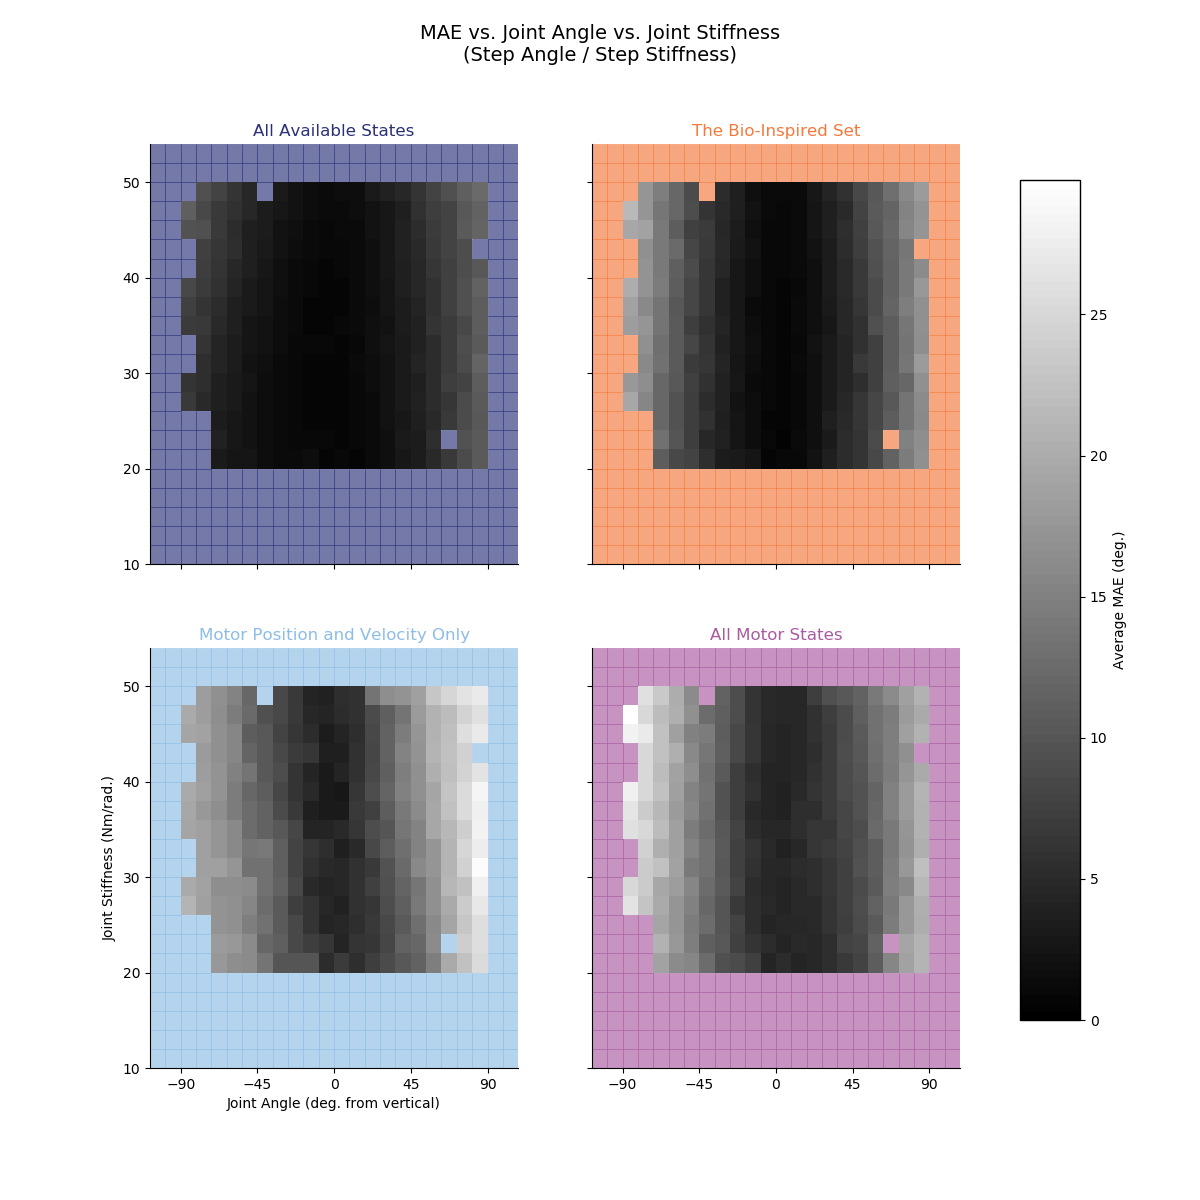 MAE vs. Joint Angle vs. Joint Stiffness
(Step Angle / Step Stiffness)
All Available States
The Bio-Inspired Set
50
40
30
20
10
Motor Position and Velocity Only
All Motor States
50
40
30
20
10
Joint Stiffness (Nm/rad.)
−90
−45
0
45
90
Joint Angle (deg. from vertical)
−90
−45
0
45
90
25
20
15
10
5
0
Average MAE (deg.)